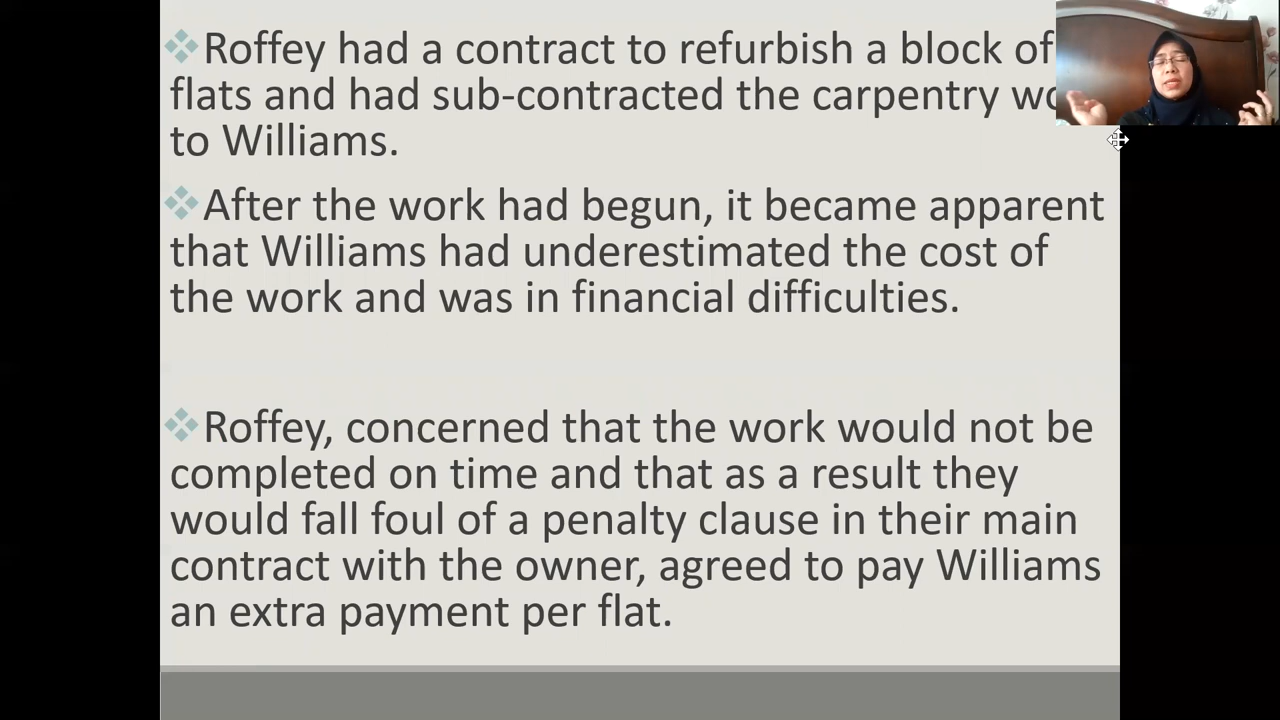 Roffey had a contract to refurbish a block of
flats and had sub-contracted the carpentry
to Williams.
After the work had begun, it became apparent
that Williams had underestimated the cost of
the work and was in financial difficulties.
Roffey, concerned that the work would not be
completed on time and that as a result they
would fall foul of a penalty clause in their main
contract with the owner, agreed to pay Williams
an extra payment per flat.